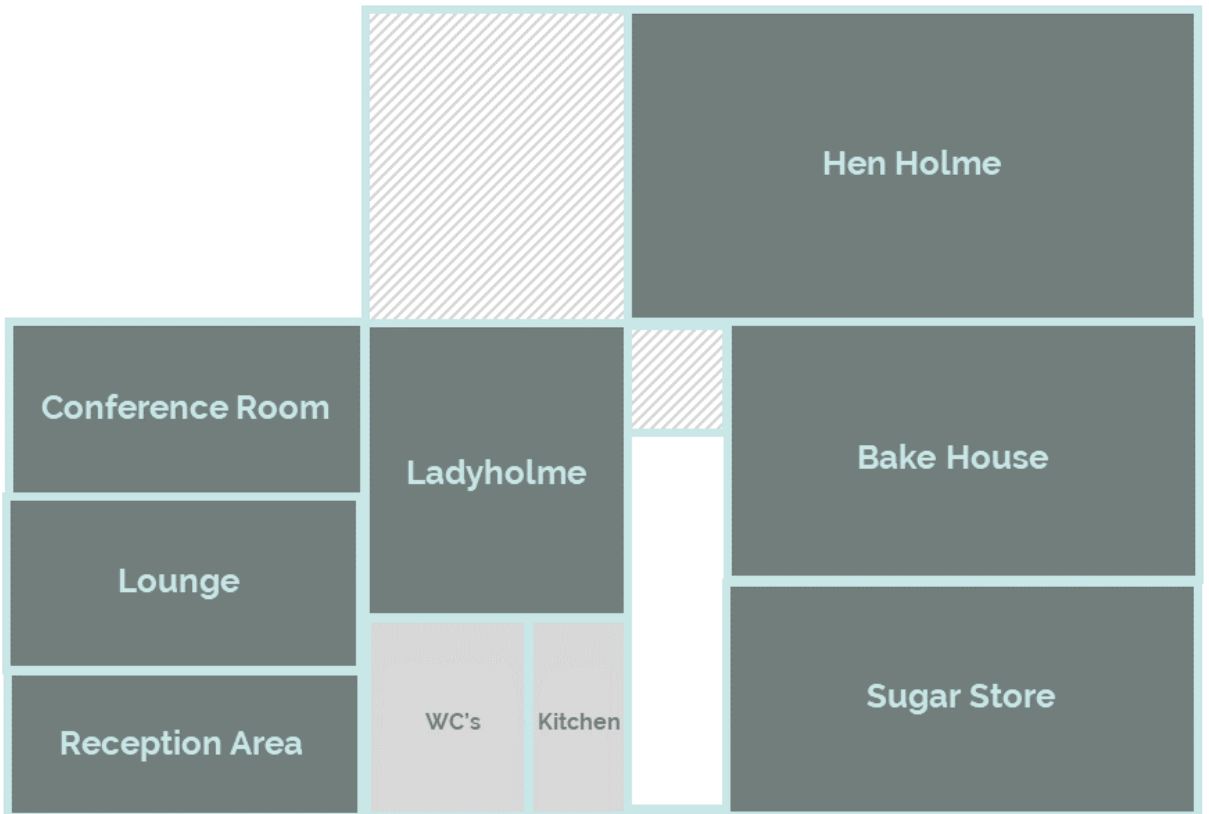 Hen Holme
Conference Room
Ladyholme
Bake House
Lounge
Sugar Store
WC's
Kitchen
Reception Area